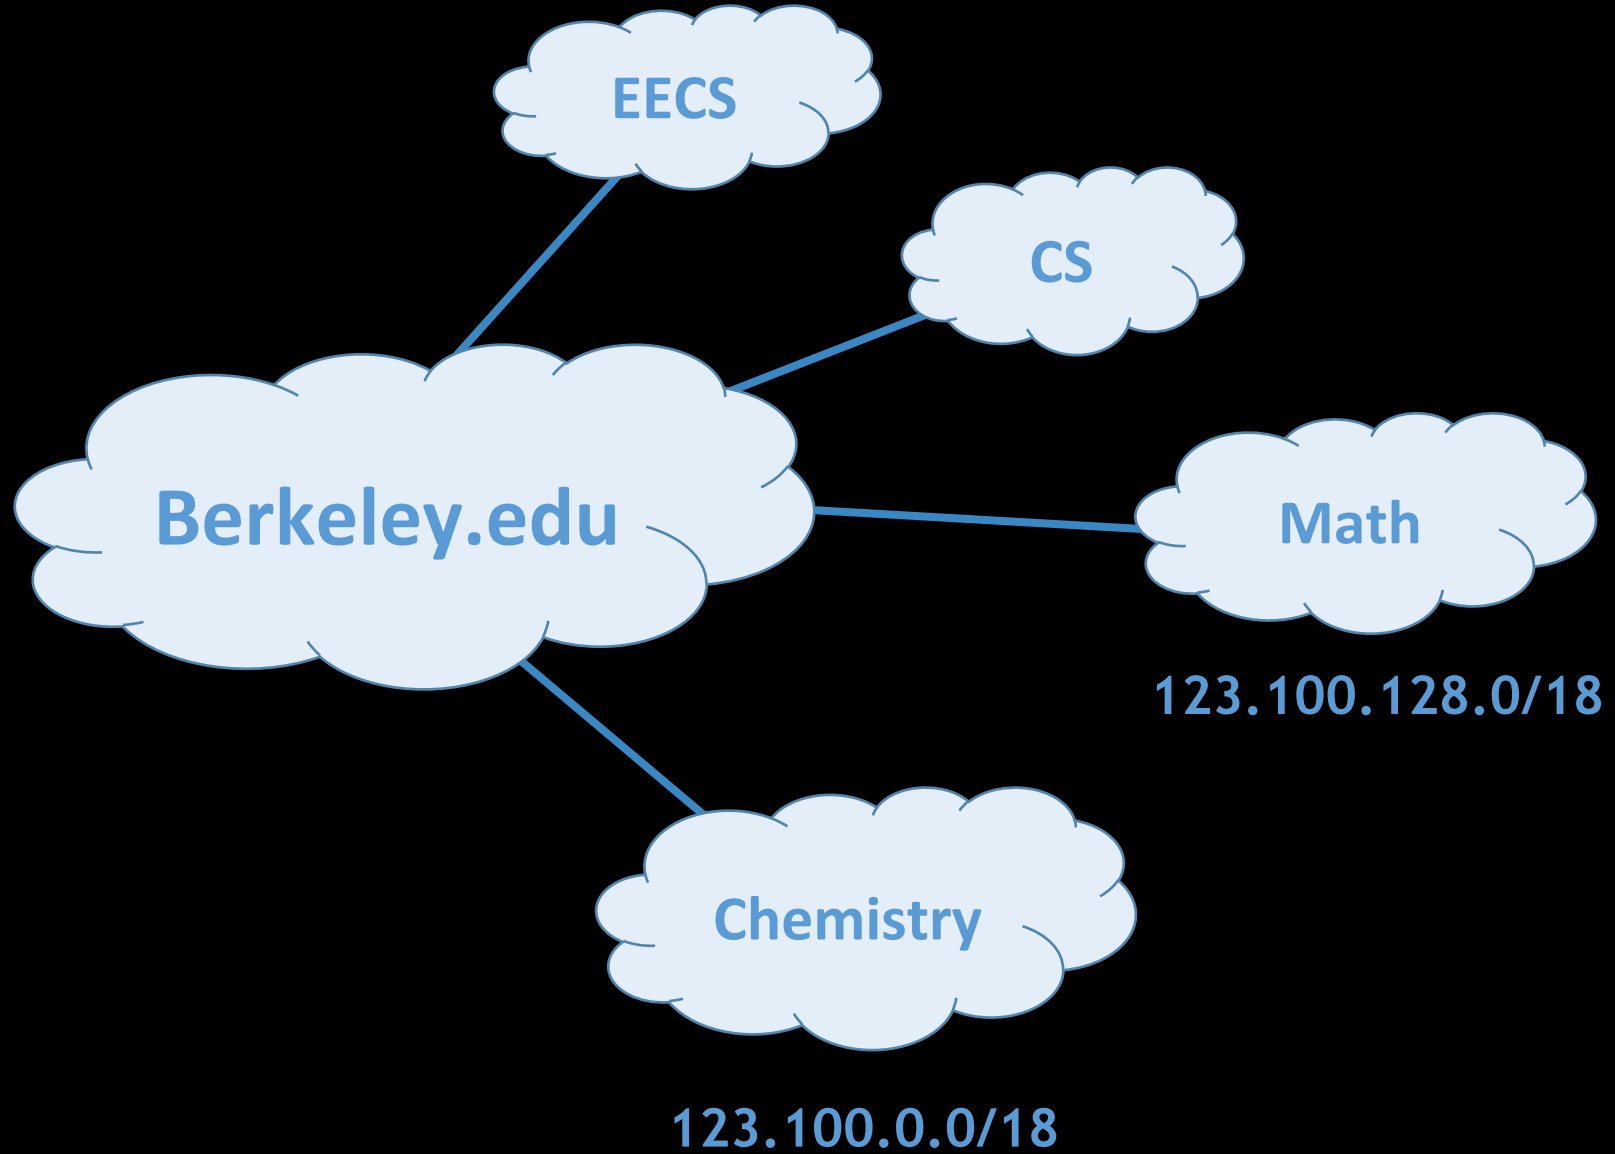 EECS
CS
Berkeley.edu
Math
123.100.128.0/18
Chemistry
123.100.0.0/18